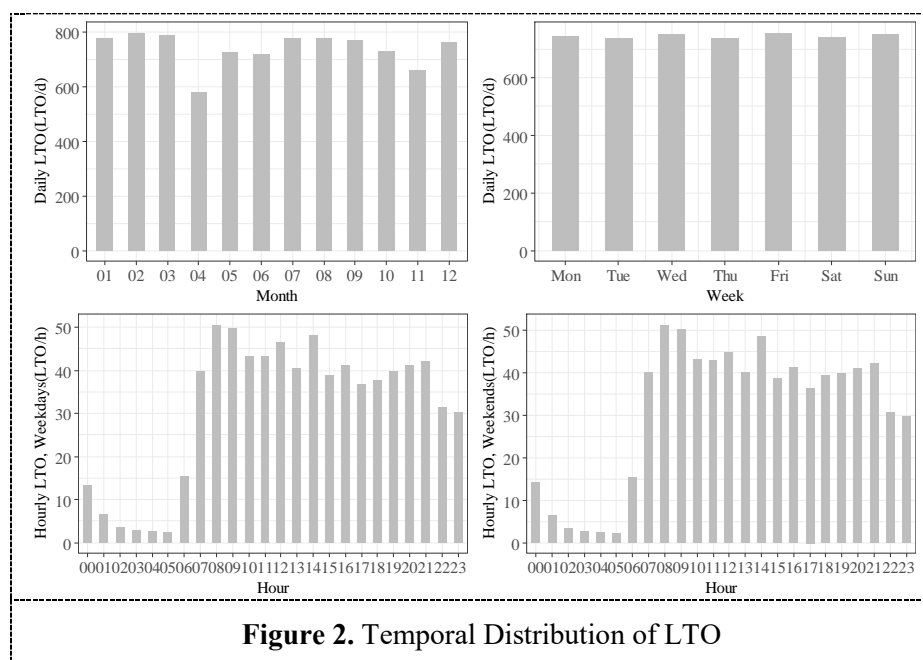 Daily LTO(LTO/d)
800
600
400
200
0
01 02 03 04 05 06 07 08 09 10 11 12
Month
Daily LTO(LTO/d)
600
400
200
0
Mon Tue Wed Thu Fri Sat Sun
Week
Hourly LTO, Weekdays(LTO/h)
50
40
30
20
10
0
000102030405060708091011121314151617181920212223
Hour
Hourly LTO, Weekends(LTO/h)
50
40
30
20
10
0
000102030405060708091011121314151617181920212223
Hour
Figure 2. Temporal Distribution of LTO